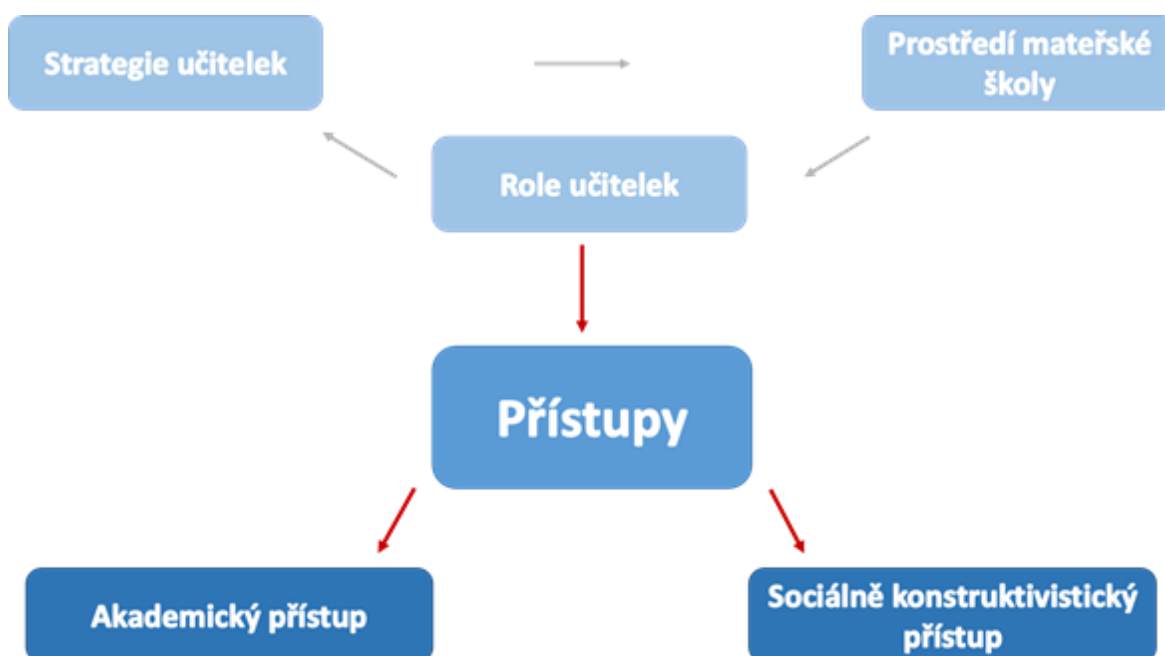 Strategie učitelek
Prostředí mateřské
školy
Role učitelek
Přístupy
Akademický přístup
Sociálně konstruktivistický
přístup